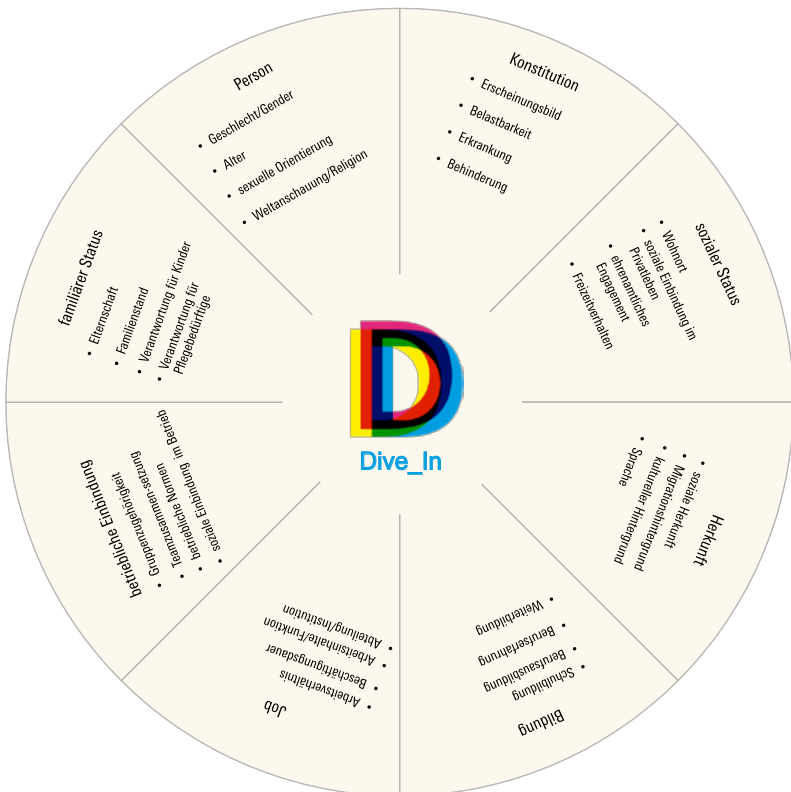 Person
• Geschlecht/Gender
• Alter
• sexuelle Orientierung
• Weltanschauung/Religion
Konstitution
• Erscheinungsbild
• Belastbarkeit
• Erkrankung
• Behinderung
sozialer Status
• Wohnort
• soziale Einbindung im
Privatleben
• ehrenamtliches
Engagement
• Freizeitverhalten
Herkunft
• soziale Herkunft
• Migrationshintergrund
• kultureller Hintergrund
• Sprache
Bildung
• Schulbildung
• Berufsausbildung
• Berufserfahrung
• Weiterbildung
Job
• Arbeitsverhältnis
• Beschäftigungsdauer
• Arbeitsinhalte/Funktion
• Abteilung/Institution
betriebliche Einbindung
• Gruppenzugehörigkeit
• Teamzusammen-setzung
• betriebliche Normen
• soziale Einbindung im Betrieb
familiärer Status
• Elternschaft
• Familienstand
• Verantwortung für Kinder
• Verantwortung für
Pflegebedürftige
D
Dive_In